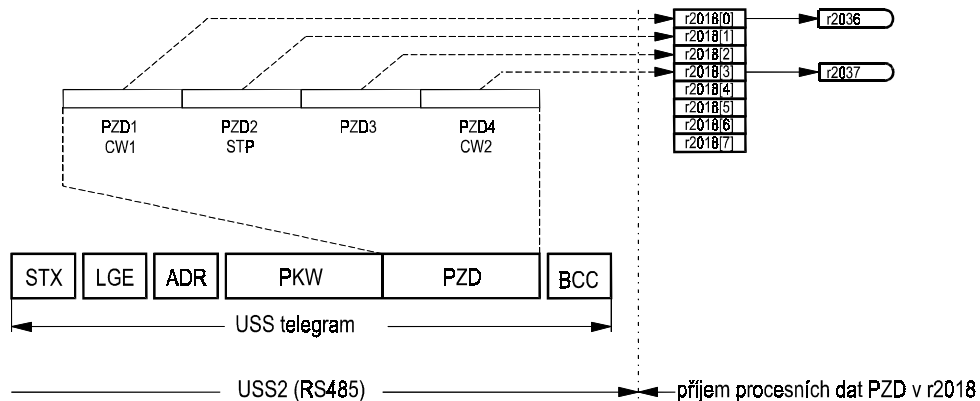 r2018[0] r2036
r2018[1]
r2018[2]
r2018[3] r2037
r2018[4]
r2018[5]
r2018[6]
r2018[7]
PZD1 PZD2 PZD3 PZD4
CW1 STP CW2
STX LGE ADR PKW PZD BCC
USS telegram
USS2 (RS485) příjem procesních dat PZD v r2018